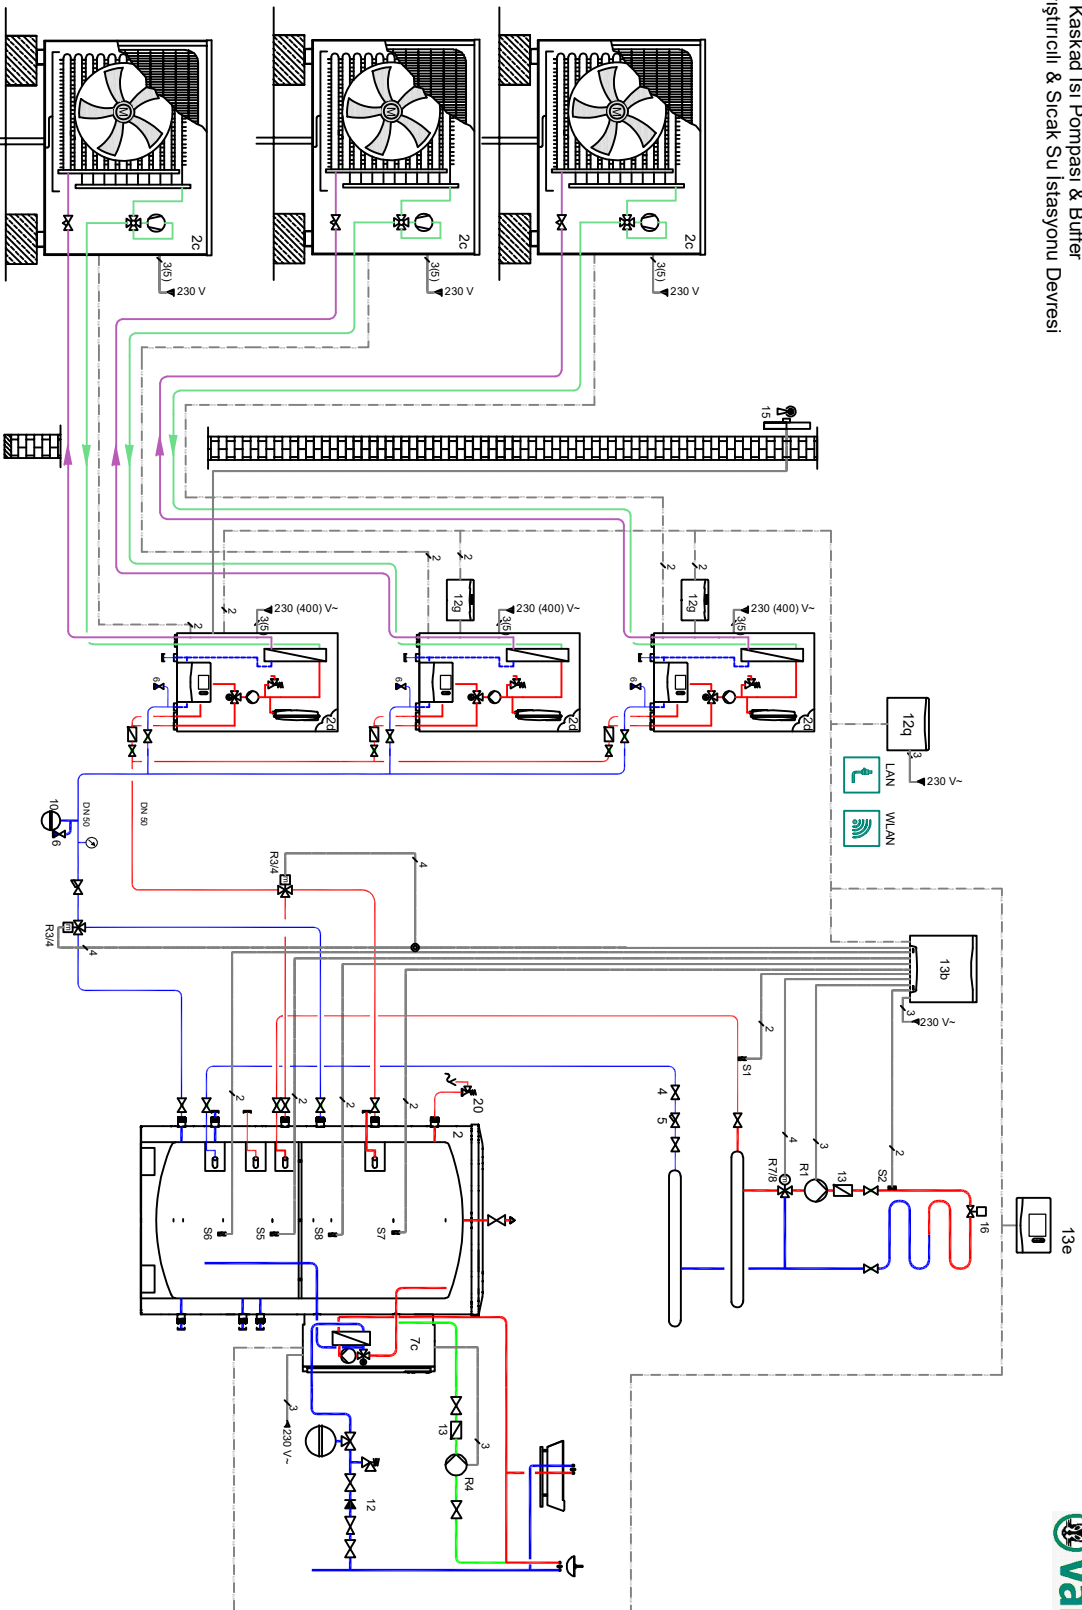 Kaskad Isı Pompası & Buffer
rıştırıcılı & Sıcak Su İstasyonu Devresi
2c
2c
2c
M
M
M
3(5)
230 V
3(5)
230 V
3(5)
230 V
15
2
2
2
2
2
2
12g
12g
230 (400) V~
3(5)
230 (400) V~
3(5)
230 (400) V~
3(5)
2d
2d
2d
6
6
6
12q
3
230 V~
LAN
WLAN
10
6
DN 50
DN 50
R3/4
4
R3/4
4
13b
3
230 V~
2
S1
4
5
4
R7/8
3
R1
13
2
S2
16
13e
2
2
2
2
20
2
S6
S5
S8
S7
7c
3
230 V~
13
3
R4
12